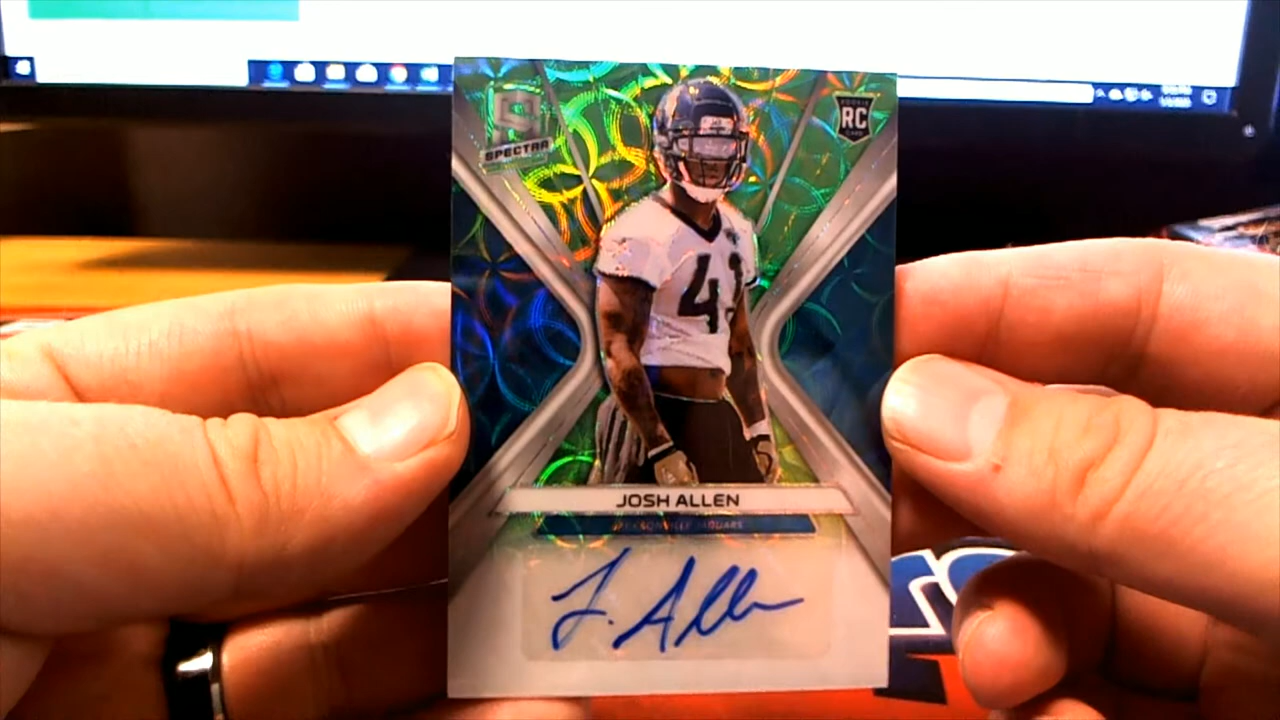 SPECTRA
ROOKIE
RC
CARD
41
JOSH ALLEN
JACKSONVILLE JAGUARS
J. Allen